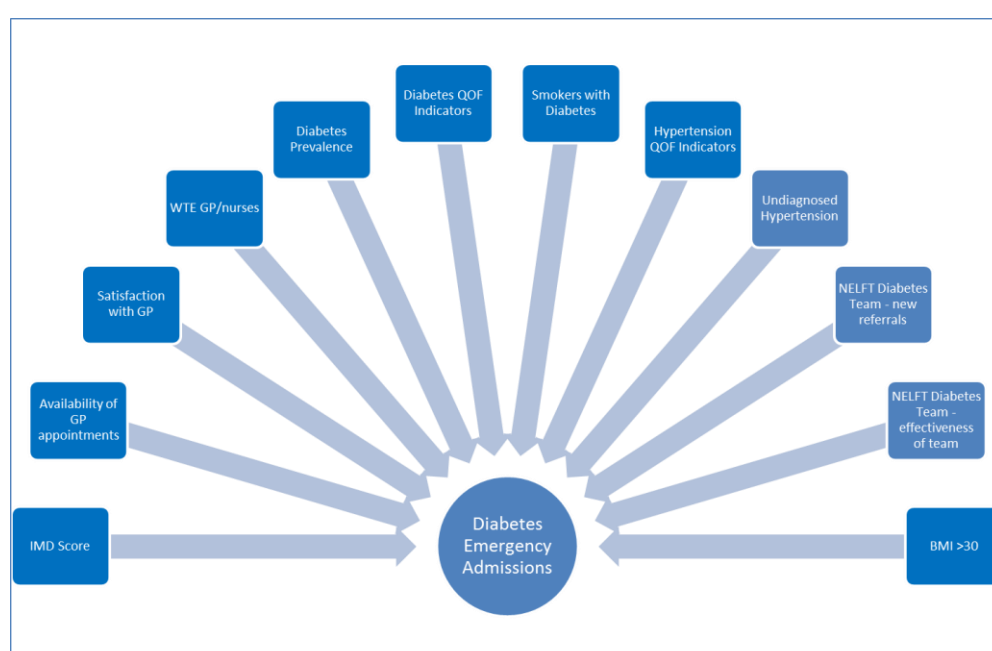 Diabetes QOF
Indicators
Smokers with
Diabetes
Diabetes
Prevalence
Hypertension
QOF Indicators
WTE GP/nurses
Undiagnosed
Hypertension
Satisfaction
with GP
NELFT Diabetes
Team - new
referrals
Availability of
GP
appointments
NELFT Diabetes
Team -
effectiveness
of team
IMD Score
Diabetes
Emergency
Admissions
BMI >30